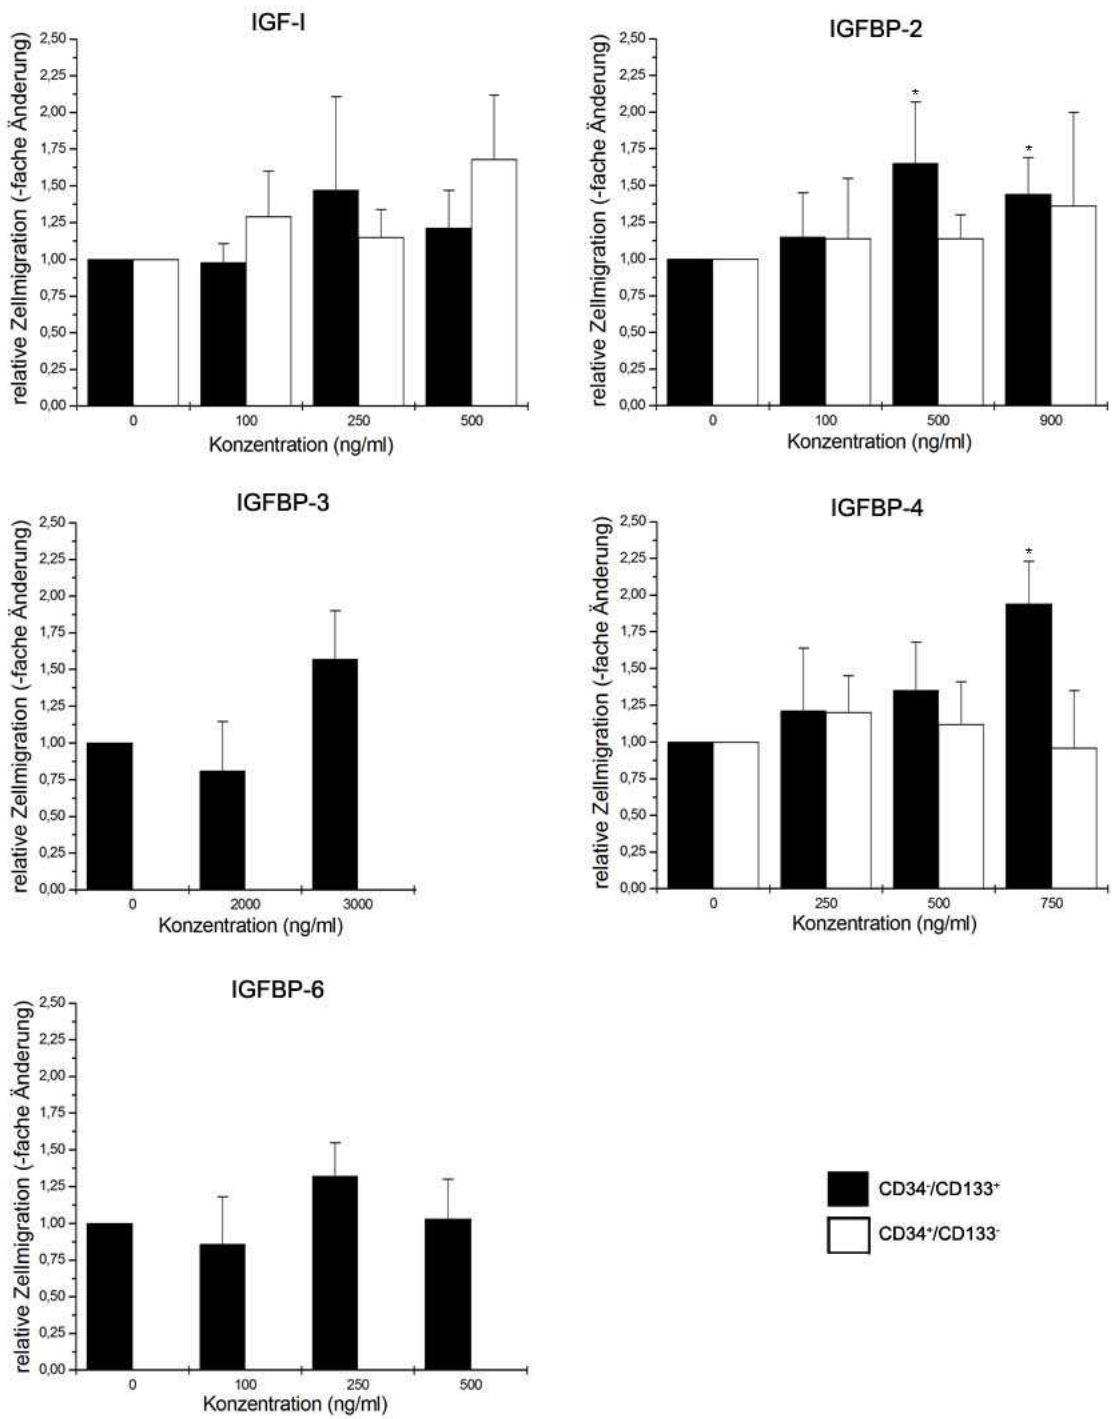 IGF-I
relative Zellmigration (-fache Änderung)
2,50
2,25
2,00
1,75
1,50
1,25
1,00
0,75
0,50
0,25
0,00
0 100 250 500
Konzentration (ng/ml)
IGFBP-2
relative Zellmigration (-fache Änderung)
2,50
2,25
2,00
1,75
1,50
1,25
1,00
0,75
0,50
0,25
0,00
*
*
0 100 500 900
Konzentration (ng/ml)
IGFBP-3
relative Zellmigration (-fache Änderung)
2,50
2,25
2,00
1,75
1,50
1,25
1,00
0,75
0,50
0,25
0,00
0 2000 3000
Konzentration (ng/ml)
IGFBP-4
relative Zellmigration (-fache Änderung)
2,50
2,25
2,00
1,75
1,50
1,25
1,00
0,75
0,50
0,25
0,00
*
0 250 500 750
Konzentration (ng/ml)
IGFBP-6
relative Zellmigration (-fache Änderung)
2,50
2,25
2,00
1,75
1,50
1,25
1,00
0,75
0,50
0,25
0,00
0 100 250 500
Konzentration (ng/ml)
CD34⁻/CD133⁺
CD34⁺/CD133⁻